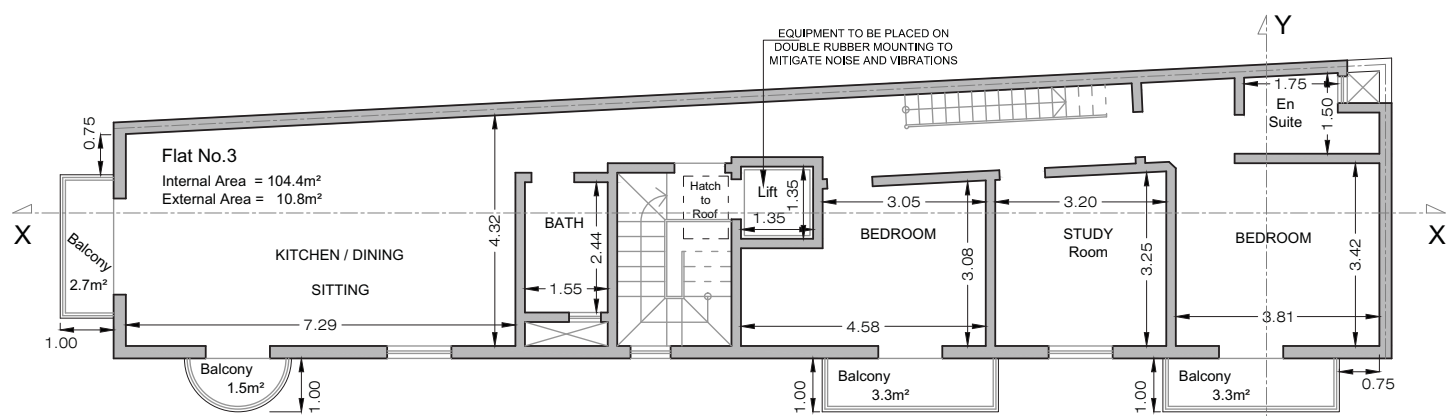 Y
EQUIPMENT TO BE PLACED ON
DOUBLE RUBBER MOUNTING TO
MITIGATE NOISE AND VIBRATIONS
1.75
En
Suite
1.50
0.75
Flat No.3
Internal Area = 104.4m²
External Area = 10.8m²
4.32
BATH
2.44
1.55
Hatch
to
Roof
Lift
1.35
1.35
3.05
BEDROOM
3.08
4.58
3.20
STUDY
Room
3.25
BEDROOM
3.42
3.81
X
X
Balcony
2.7m²
KITCHEN / DINING
SITTING
7.29
1.00
Balcony
1.5m²
1.00
1.00
Balcony
3.3m²
1.00
Balcony
3.3m²
0.75